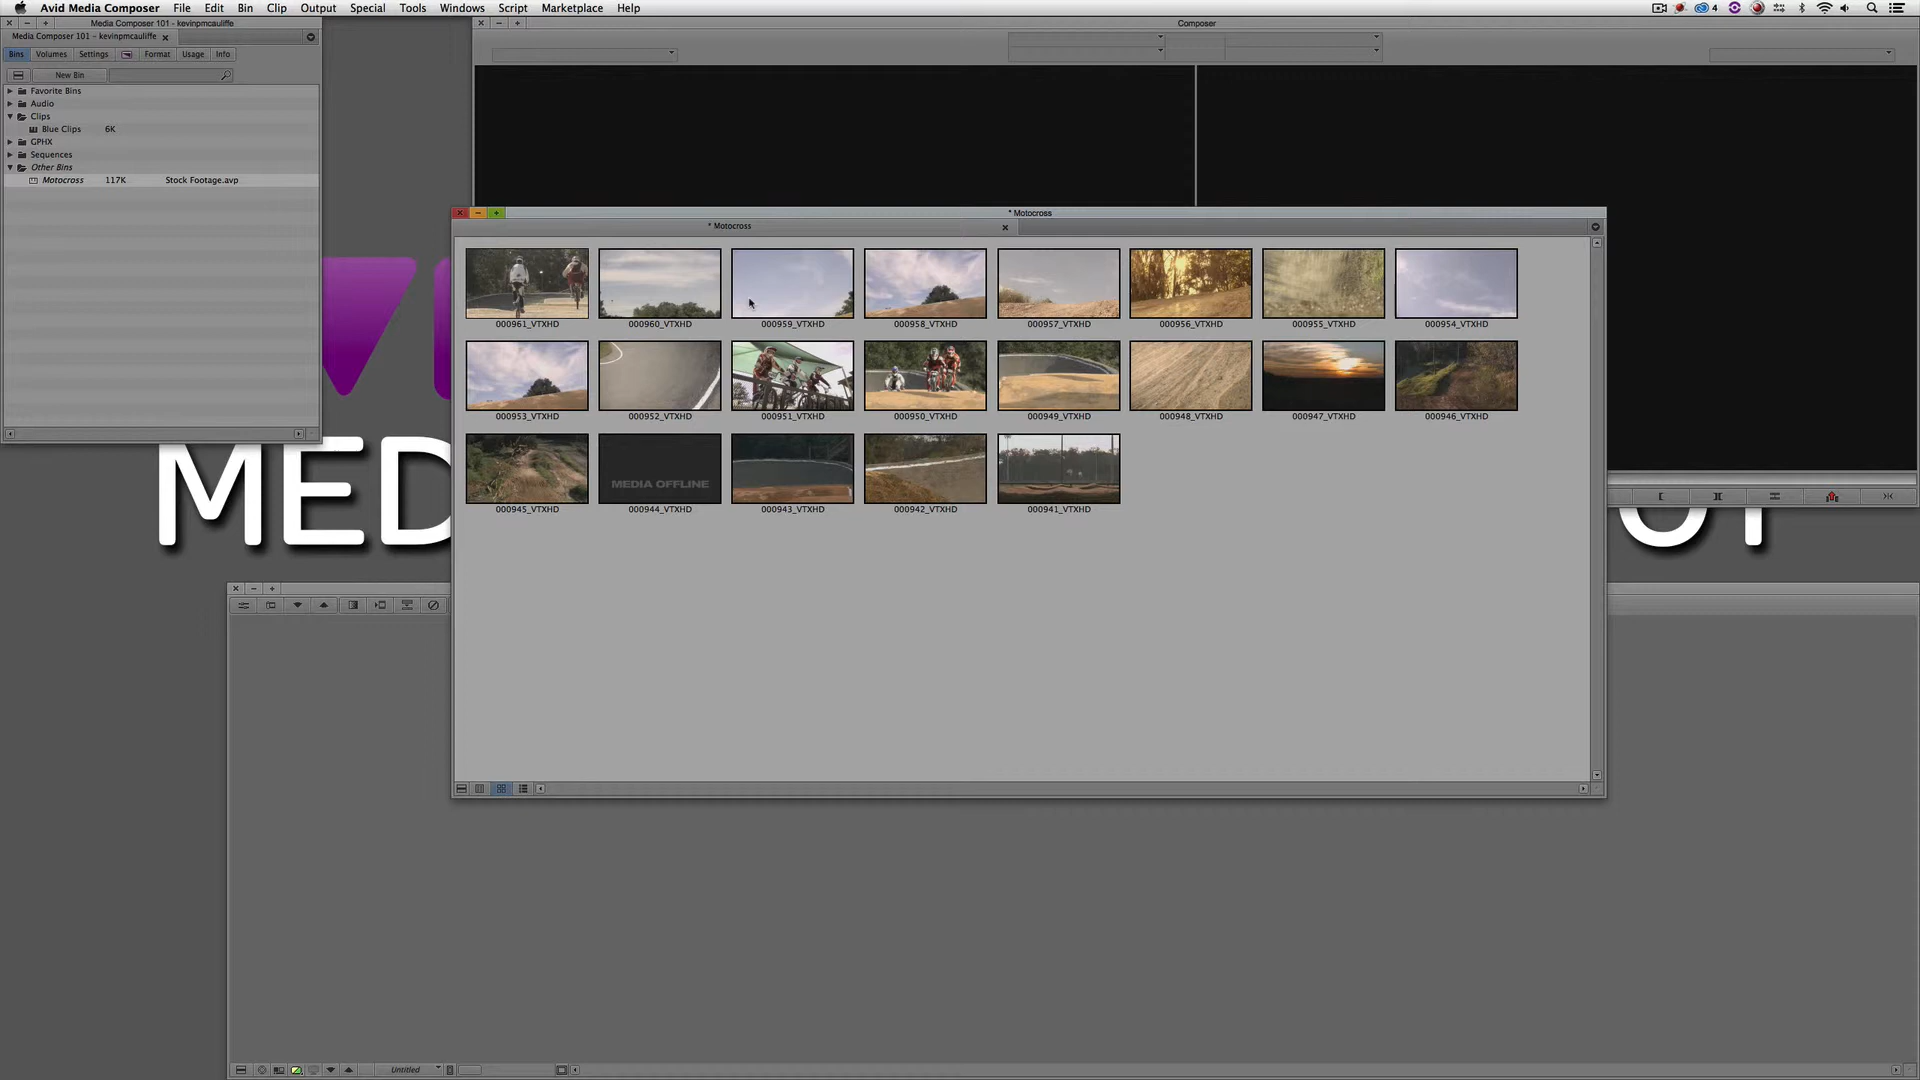 Avid Media Composer File Edit Bin Clip Output Special Tools Windows Script Marketplace Help
4
Media Composer 101 - kevinpmcauliffe
Composer
Media Composer 101 - kevinpmcauliffe
Bins Volumes Settings Format Usage Info
New Bin
Favorite Bins
Audio
Clips
Blue Clips 6K
GPHX
Sequences
Other Bins
Motocross 117K Stock Footage.avp
* Motocross
* Motocross
000961_VTXHD 000960_VTXHD 000959_VTXHD 000958_VTXHD 000957_VTXHD 000956_VTXHD 000955_VTXHD 000954_VTXHD
000953_VTXHD 000952_VTXHD 000951_VTXHD 000950_VTXHD 000949_VTXHD 000948_VTXHD 000947_VTXHD 000946_VTXHD
MEDIA OFFLINE
000945_VTXHD 000944_VTXHD 000943_VTXHD 000942_VTXHD 000941_VTXHD
MED
Untitled